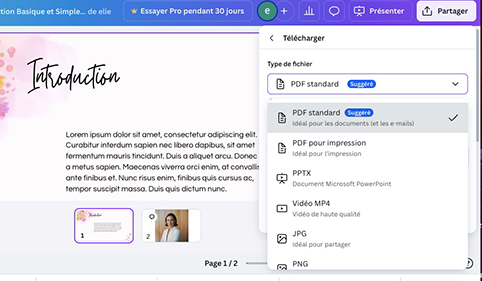 ntion Basique et Simple... de elle
Essayer Pro pendant 30 jours
e
+
Présenter
Partager
Télécharger
Type de fichier
PDF standard Suggéré
PDF standard Suggéré
Idéal pour les documents (et les e-mails)
PDF pour impression
Idéal pour l'impression
PPTX
Document Microsoft PowerPoint
Vidéo MP4
Vidéo de haute qualité
JPG
Idéal pour partager
PNG
Introduction
Lorem ipsum dolor sit amet, consectetur adipiscing elit.
Curabitur interdum sapien nec libero dapibus, sit amet
fermentum mauris tincidunt. Duis a aliquet arcu. Donec
a metus sapien. Maecenas viverra orci enim, at convallis
ante finibus et. Nunc risus enim, finibus quis cursus ac,
tempor suscipit massa. Duis quis dictum nunc.
1
2
Page 1 / 2